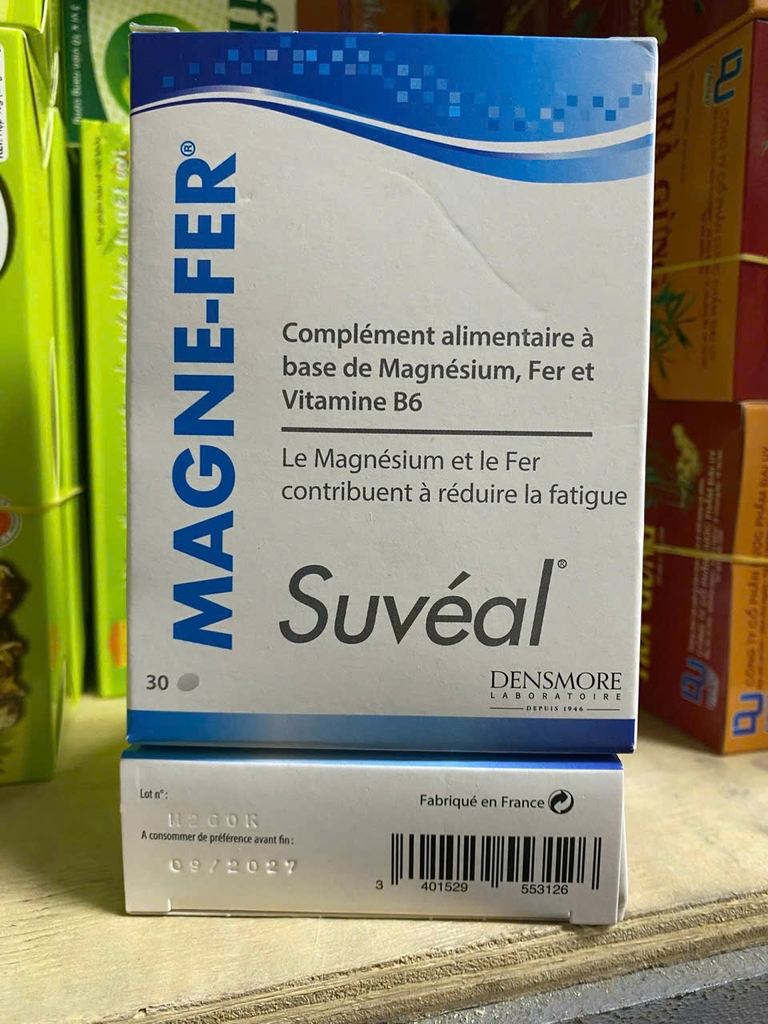 MAGNE-FER®
Complément alimentaire à
base de Magnésium, Fer et
Vitamine B6
Le Magnésium et le Fer
contribuent à réduire la fatigue
Suvéal®
30
DENSMORE
LABORATOIRE
DEPUIS 1946
Lot n° :
A consommer de préférence avant fin :
09/2027
Fabriqué en France
3 401529 553126
TRÀ GỪNG